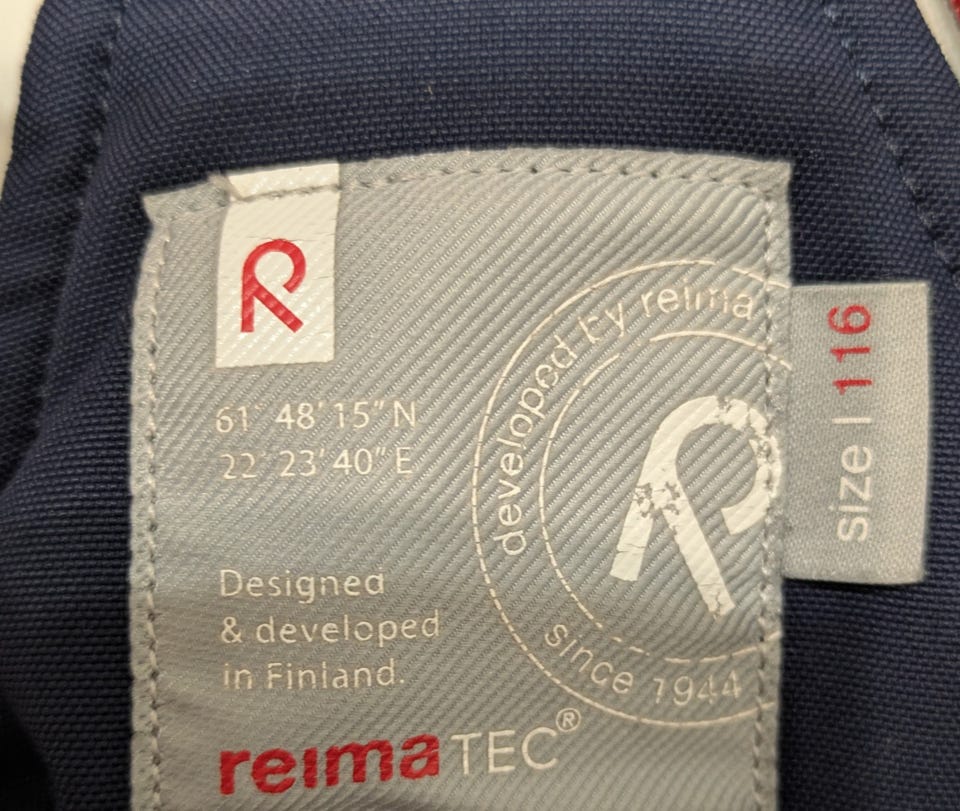 R
61° 48' 15" N
22° 23' 40" E
developed by reima
R
since 1944
size | 116
Designed
& developed
in Finland.
reimaTEC®